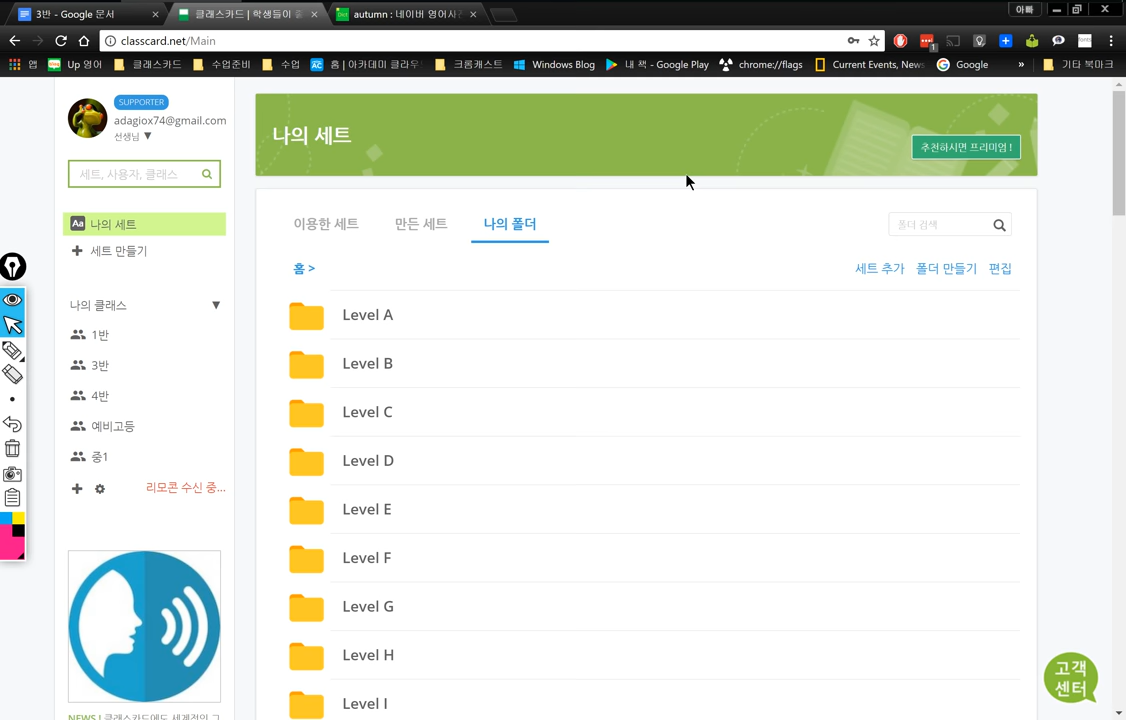 3반 - Google 문서
클래스카드 | 학생들이
autumn : 네이버 영어사
아빠
classcard.net/Main
앱
Up 영어
클래스카드
수업준비
수업
홈 | 아카데미 클라우
크롬캐스트
Windows Blog
내 책 - Google Play
chrome://flags
Current Events, News
Google
»
기타 북마크
SUPPORTER
adagiox74@gmail.com
선생님 ▼
세트, 사용자, 클래스
Aa 나의 세트
+ 세트 만들기
나의 클래스 ▼
1반
3반
4반
예비고등
중1
리모콘 수신 중...
나의 세트
추천하시면 프리미엄 !
이용한 세트
만든 세트
나의 폴더
폴더 검색
홈 >
세트 추가
폴더 만들기
편집
Level A
Level B
Level C
Level D
Level E
Level F
Level G
Level H
Level I
고객
센터
NEWS ! 클래스카드에도 세계적인 그